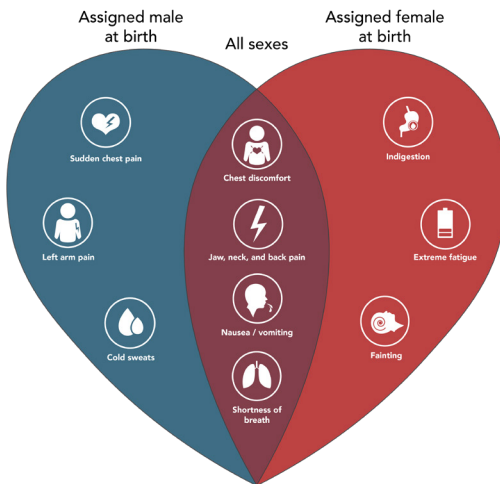 Assigned male
at birth
All sexes
Assigned female
at birth
Sudden chest pain
Left arm pain
Cold sweats
Chest discomfort
Jaw, neck, and back pain
Nausea / vomiting
Shortness of
breath
Indigestion
Extreme fatigue
Fainting